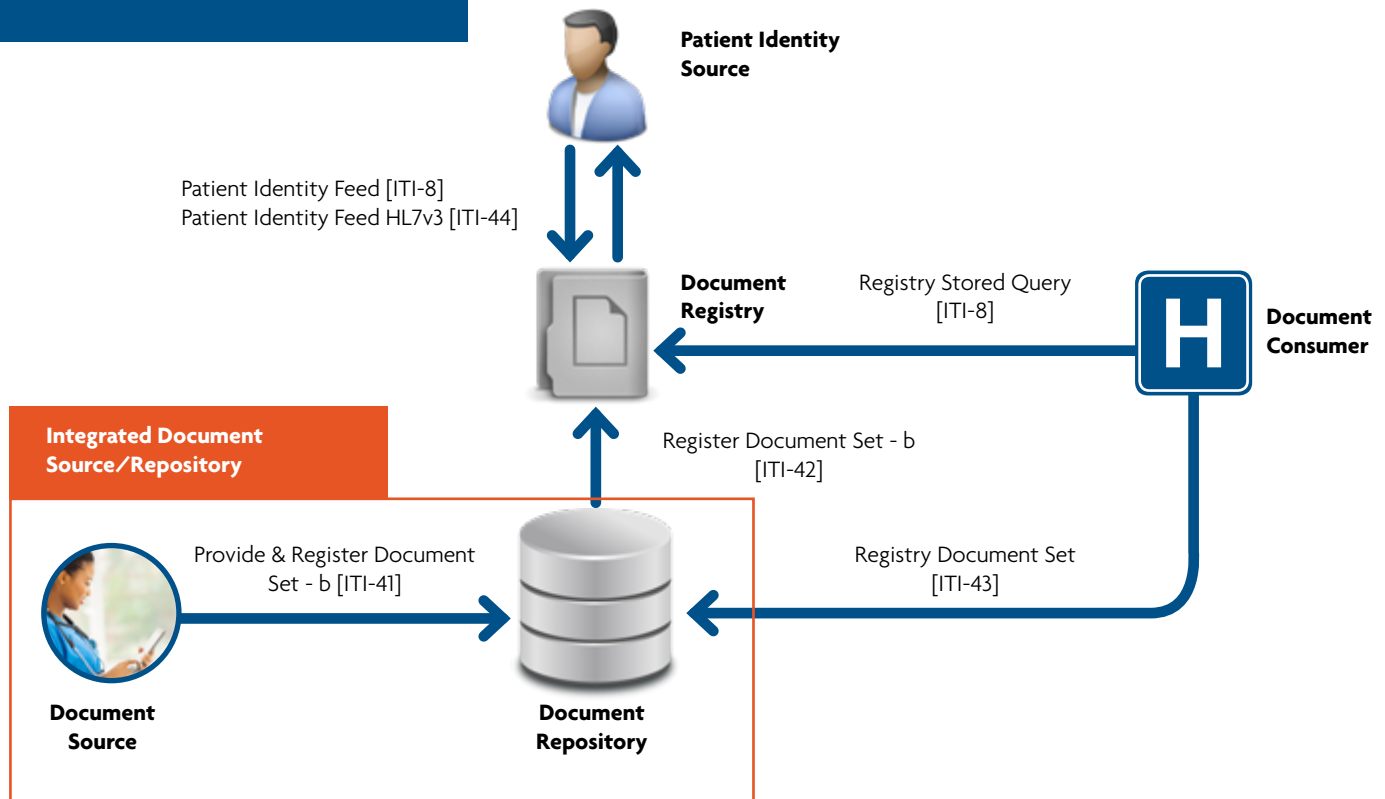 Patient Identity
Source
Patient Identity Feed [ITI-8]
Patient Identity Feed HL7v3 [ITI-44]
Document
Registry
Registry Stored Query
[ITI-8]
H
Document
Consumer
Integrated Document
Source/Repository
Register Document Set - b
[ITI-42]
Provide & Register Document
Set - b [ITI-41]
Registry Document Set
[ITI-43]
Document
Source
Document
Repository